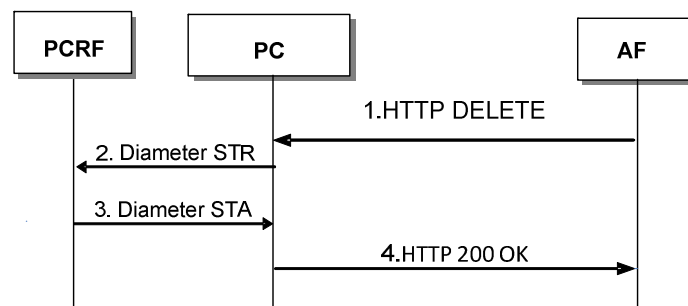 PCRF
PC
AF
1.HTTP DELETE
2. Diameter STR
3. Diameter STA
4.HTTP 200 OK